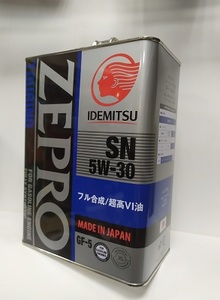 IDEMITSU
ZEPRO
SN
5W-30
フル合成/超高VI油
MADE IN JAPAN
GF-5